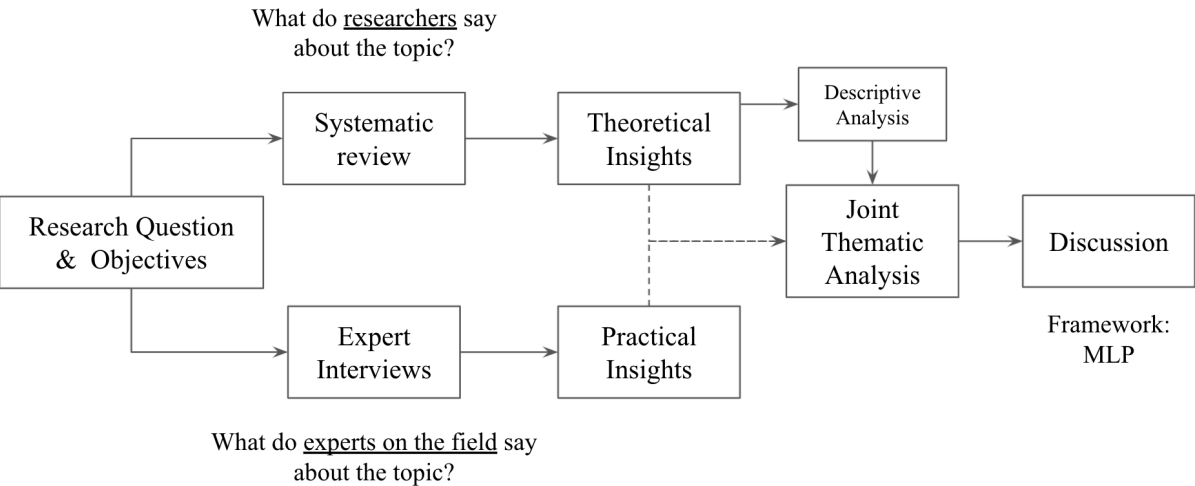 What do researchers say
about the topic?
Systematic
review
Theoretical
Insights
Descriptive
Analysis
Research Question
& Objectives
Joint
Thematic
Analysis
Discussion
Expert
Interviews
Practical
Insights
Framework:
MLP
What do experts on the field say
about the topic?